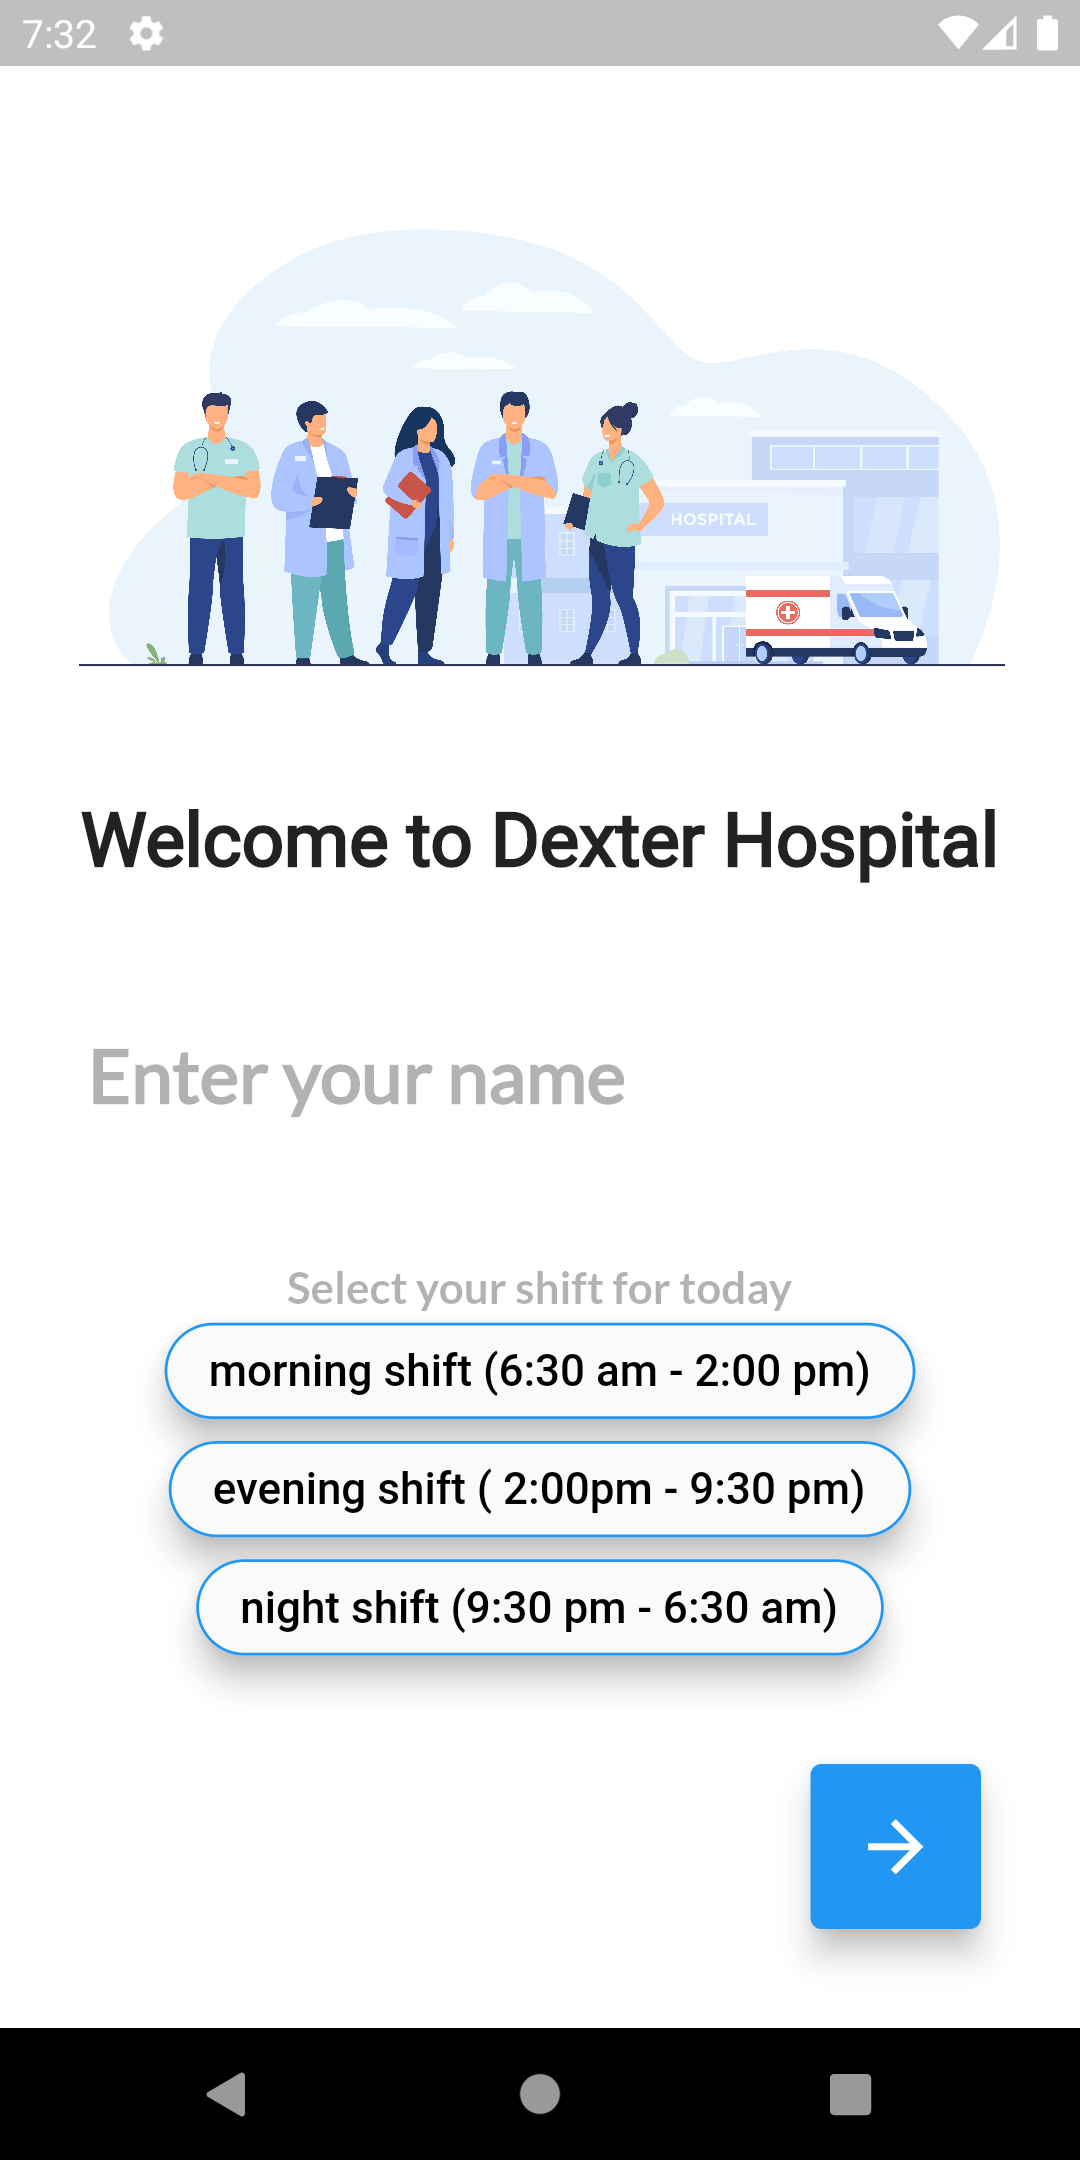 7:32
HOSPITAL
Welcome to Dexter Hospital
Enter your name
Select your shift for today
morning shift (6:30 am - 2:00 pm)
evening shift ( 2:00pm - 9:30 pm)
night shift (9:30 pm - 6:30 am)